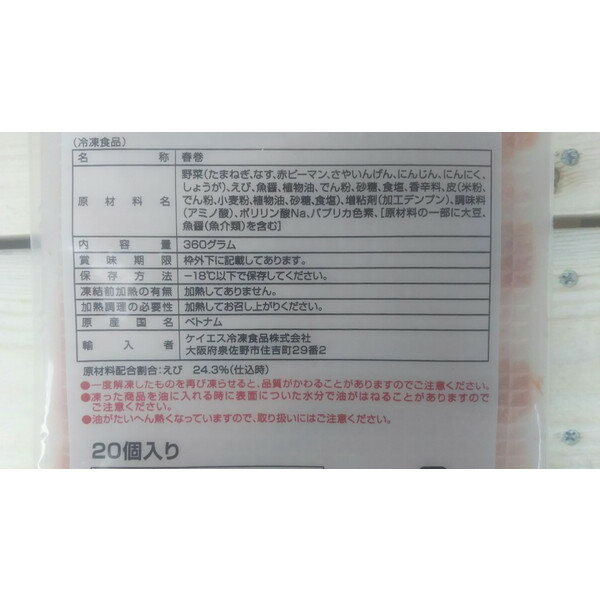 (冷凍食品)
名称 春巻
野菜(たまねぎ、なす、赤ピーマン、さやいんげん、にんじん、にんにく、
しょうが)、えび、魚醤、植物油、でん粉、砂糖、食塩、香辛料、皮(米粉、
原材料名 でん粉、小麦粉、植物油、砂糖、食塩)、増粘剤(加工デンプン)、調味料
(アミノ酸)、ポリリン酸Na、パプリカ色素、[原材料の一部に大豆、
魚醤(魚介類)を含む]
内容量 360グラム
賞味期限 枠外下に記載してあります。
保存方法 -18℃以下で保存してください。
凍結前加熱の有無 加熱してありません。
加熱調理の必要性 加熱してお召し上がりください。
原産国名 ベトナム
輸入者 ケイエス冷凍食品株式会社
大阪府泉佐野市住吉町29番2
原材料配合割合:えび 24.3%(仕込時)
●一度解凍したものを再び凍らせると、品質がかわることがありますのでご注意ください。
●凍った商品を油に入れる時に表面についた水分で油がはねることがありますので
ご注意ください。
●油がたいへん熱くなっていますので、取り扱いにはご注意ください。
20個入り